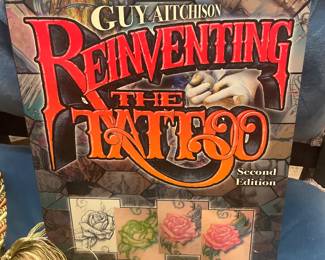 GUY AITCHISON
REINVENTING
THE
TATTOO
Second
Edition